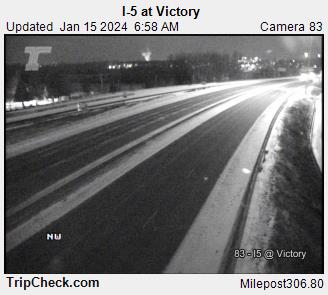 I-5 at Victory
Updated Jan 15 2024 6:58 AM Camera 83
T
NW
83 - I5 @ Victory
TripCheck.com Milepost306.80